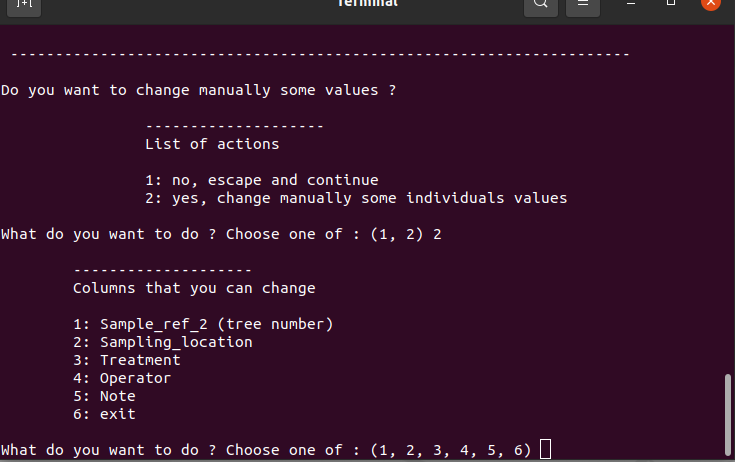 Terminal
----------------------------------------------------------------------
Do you want to change manually some values ?
--------------------
List of actions
1: no, escape and continue
2: yes, change manually some individuals values
What do you want to do ? Choose one of : (1, 2) 2
--------------------
Columns that you can change
1: Sample_ref_2 (tree number)
2: Sampling_location
3: Treatment
4: Operator
5: Note
6: exit
What do you want to do ? Choose one of : (1, 2, 3, 4, 5, 6)